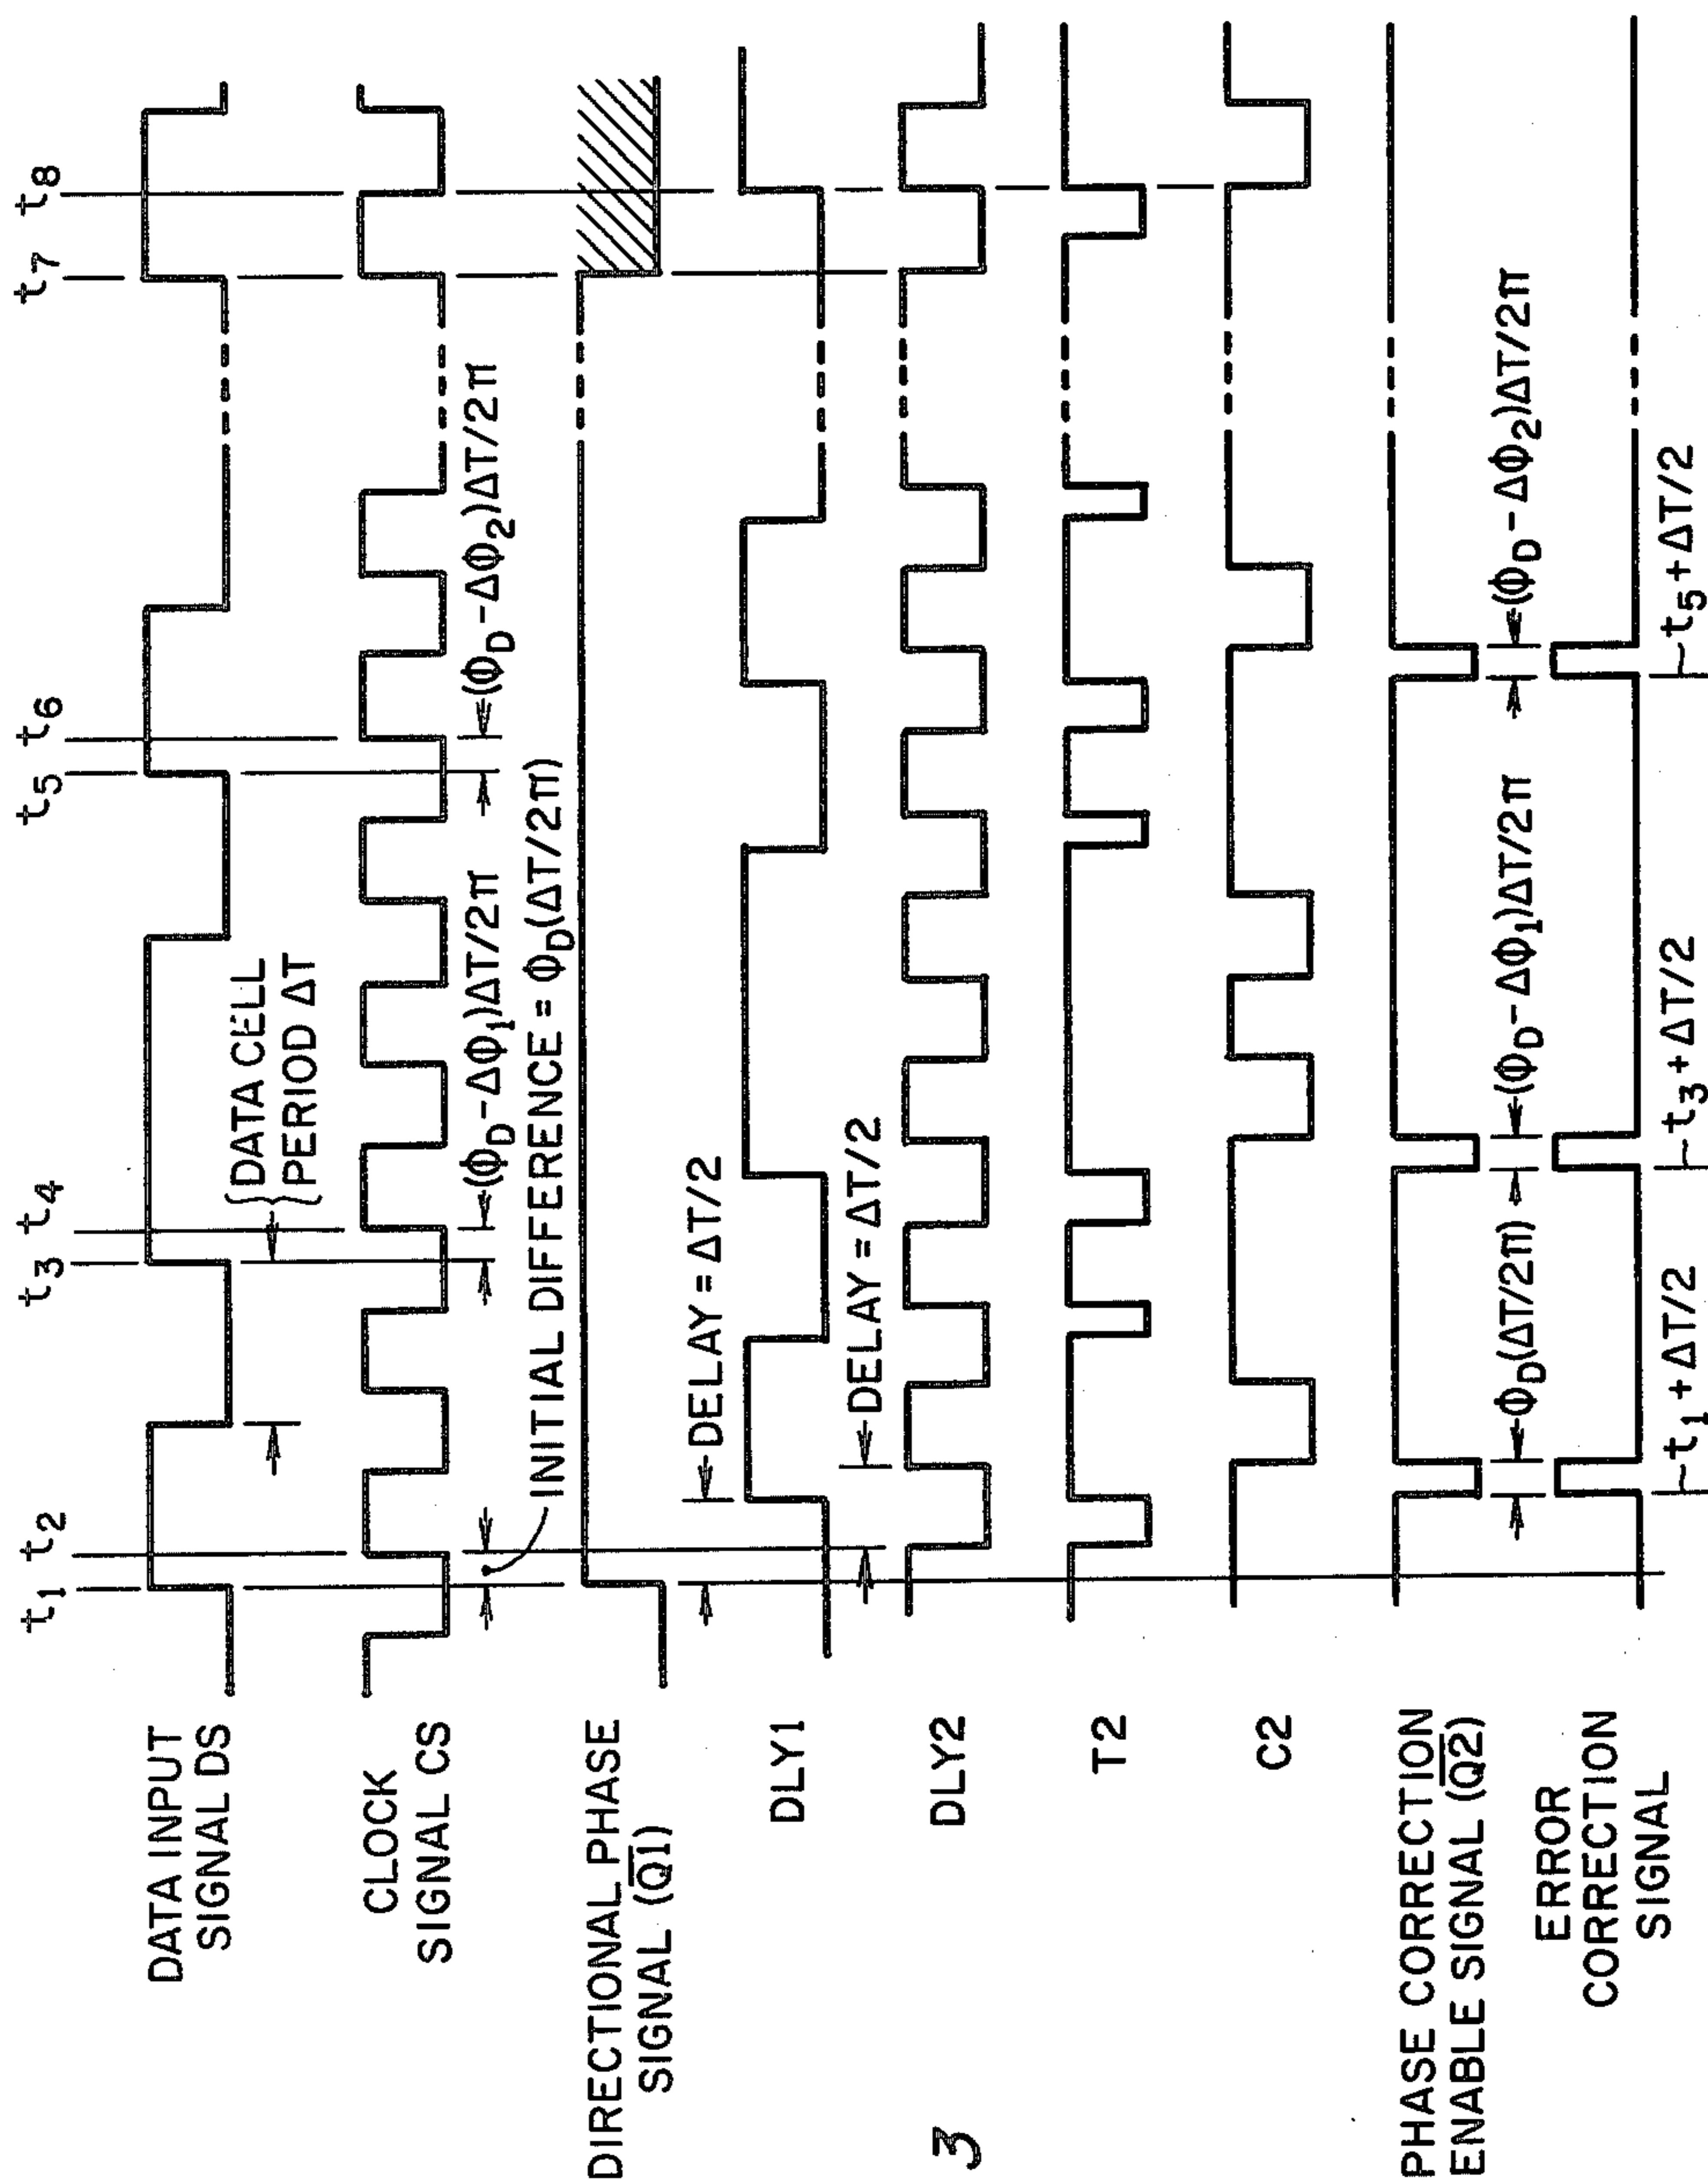 t1 t2 t3 t4 t5 t6 t7 t8
DATA INPUT
SIGNAL DS
{DATA CELL
PERIOD ΔT
CLOCK
SIGNAL CS
(ΦD-ΔΦ1)ΔT/2π
(ΦD-ΔΦ2)ΔT/2π
INITIAL DIFFERENCE = ΦD(ΔT/2π)
DIRECTIONAL PHASE
SIGNAL (Q̅1̅)
DELAY = ΔT/2
DLY1
DELAY = ΔT/2
DLY2
T2
C2
PHASE CORRECTION
ENABLE SIGNAL (Q̅2̅)
ΦD(ΔT/2π)
(ΦD-ΔΦ1)ΔT/2π
(ΦD-ΔΦ2)ΔT/2π
ERROR
CORRECTION
SIGNAL
t1+ΔT/2
t3+ΔT/2
t5+ΔT/2
3